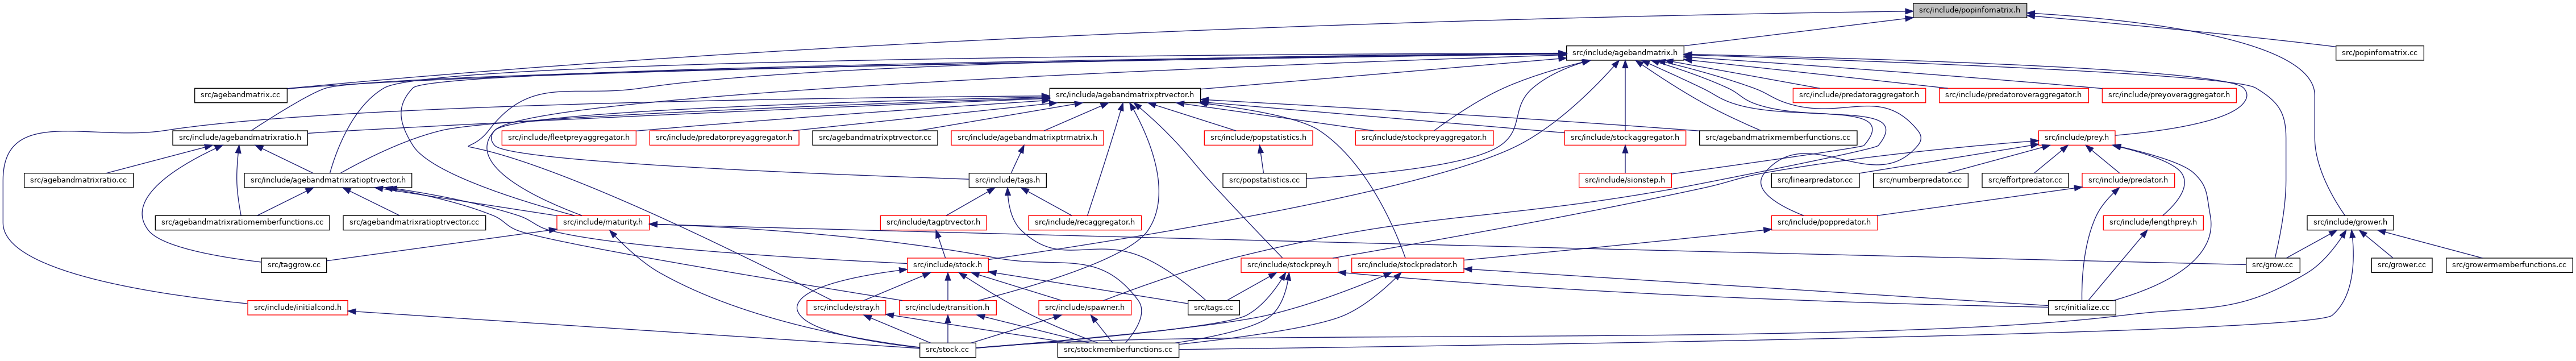 src/include/popinfomatrix.h
src/include/agebandmatrix.h
src/popinfomatrix.cc
src/agebandmatrix.cc
src/include/agebandmatrixptrvector.h
src/include/predatoraggregator.h
src/include/predatoroveraggregator.h
src/include/preyoveraggregator.h
src/include/agebandmatrixratio.h
src/include/fleetpreyaggregator.h
src/include/predatorpreyaggregator.h
src/agebandmatrixptrvector.cc
src/include/agebandmatrixptrmatrix.h
src/include/popstatistics.h
src/include/stockpreyaggregator.h
src/include/stockaggregator.h
src/agebandmatrixmemberfunctions.cc
src/include/prey.h
src/agebandmatrixratio.cc
src/include/agebandmatrixratioptrvector.h
src/include/tags.h
src/popstatistics.cc
src/include/sionstep.h
src/linearpredator.cc
src/numberpredator.cc
src/effortpredator.cc
src/include/predator.h
src/agebandmatrixratiomemberfunctions.cc
src/agebandmatrixratioptrvector.cc
src/include/maturity.h
src/include/tagptrvector.h
src/include/recaggregator.h
src/include/poppredator.h
src/include/lengthprey.h
src/include/grower.h
src/taggrow.cc
src/include/stock.h
src/include/stockprey.h
src/include/stockpredator.h
src/grow.cc
src/grower.cc
src/growermemberfunctions.cc
src/include/initialcond.h
src/include/stray.h
src/include/transition.h
src/include/spawner.h
src/tags.cc
src/initialize.cc
src/stock.cc
src/stockmemberfunctions.cc